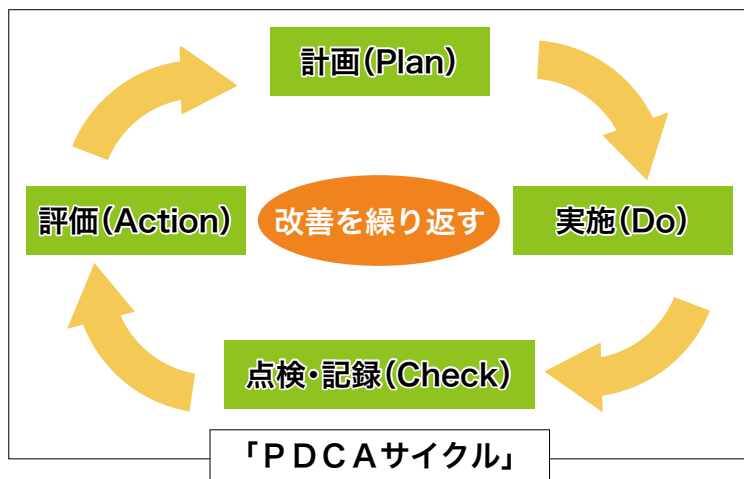 計画(Plan)
評価(Action)
改善を繰り返す
実施(Do)
点検・記録(Check)
「ＰＤＣＡサイクル」